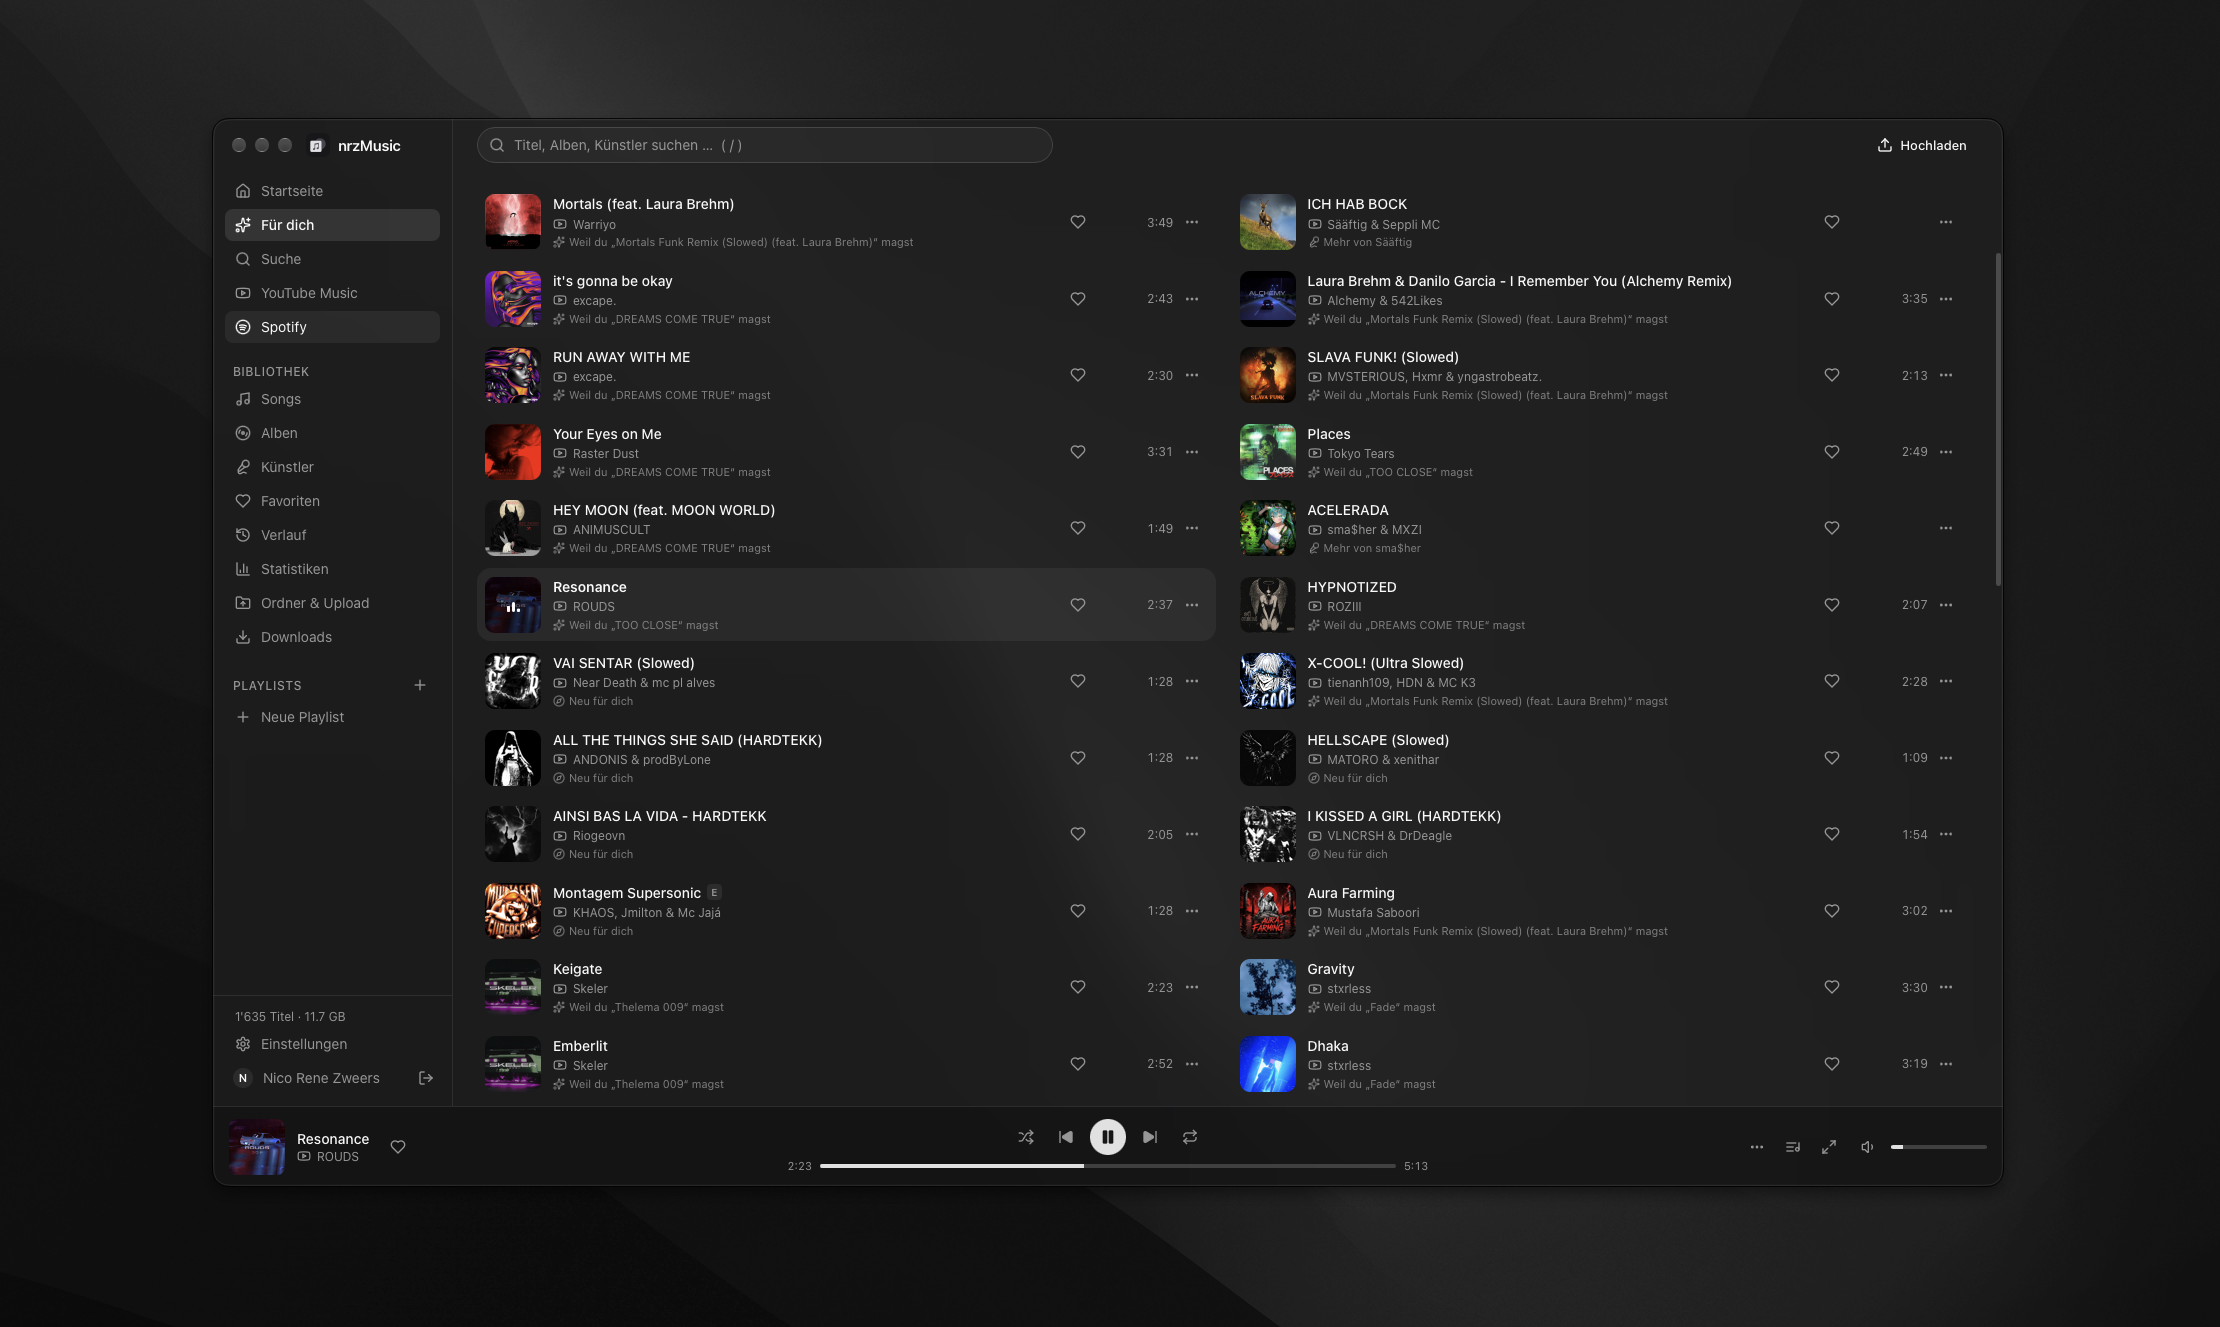 nrzMusic
Titel, Alben, Künstler suchen … ( / )
Hochladen
Startseite
Für dich
Suche
YouTube Music
Spotify
BIBLIOTHEK
Songs
Alben
Künstler
Favoriten
Verlauf
Statistiken
Ordner & Upload
Downloads
PLAYLISTS
Neue Playlist
1'635 Titel · 11.7 GB
Einstellungen
N Nico Rene Zweers
Mortals (feat. Laura Brehm)
Warriyo
Weil du „Mortals Funk Remix (Slowed) (feat. Laura Brehm)“ magst
3:49
it's gonna be okay
excape.
Weil du „DREAMS COME TRUE“ magst
2:43
RUN AWAY WITH ME
excape.
Weil du „DREAMS COME TRUE“ magst
2:30
Your Eyes on Me
Raster Dust
Weil du „DREAMS COME TRUE“ magst
3:31
HEY MOON (feat. MOON WORLD)
ANIMUSCULT
Weil du „DREAMS COME TRUE“ magst
1:49
Resonance
ROUDS
Weil du „TOO CLOSE“ magst
2:37
VAI SENTAR (Slowed)
Near Death & mc pl alves
Neu für dich
1:28
ALL THE THINGS SHE SAID (HARDTEKK)
ANDONIS & prodByLone
Neu für dich
1:28
AINSI BAS LA VIDA - HARDTEKK
Riogeovn
Neu für dich
2:05
Montagem Supersonic E
KHAOS, Jmilton & Mc Jajá
Neu für dich
1:28
SKELER
Keigate
Skeler
Weil du „Thelema 009“ magst
2:23
SKELER
Emberlit
Skeler
Weil du „Thelema 009“ magst
2:52
ICH HAB BOCK
Sääftig & Seppli MC
Mehr von Sääftig
ALCHEMY
Laura Brehm & Danilo Garcia - I Remember You (Alchemy Remix)
Alchemy & 542Likes
Weil du „Mortals Funk Remix (Slowed) (feat. Laura Brehm)“ magst
3:35
SLAVA FUNK
SLAVA FUNK! (Slowed)
MVSTERIOUS, Hxmr & yngastrobeatz.
Weil du „Mortals Funk Remix (Slowed) (feat. Laura Brehm)“ magst
2:13
PLACES
Places
Tokyo Tears
Weil du „TOO CLOSE“ magst
2:49
ACELERADA
sma$her & MXZI
Mehr von sma$her
HYPNOTIZED
ROZIII
Weil du „DREAMS COME TRUE“ magst
2:07
X-COOL! (Ultra Slowed)
tienanh109, HDN & MC K3
Weil du „Mortals Funk Remix (Slowed) (feat. Laura Brehm)“ magst
2:28
HELLSCAPE (Slowed)
MATORO & xenithar
Neu für dich
1:09
I KISSED A GIRL (HARDTEKK)
VLNCRSH & DrDeagle
Neu für dich
1:54
AURA
FARMING
Aura Farming
Mustafa Saboori
Weil du „Mortals Funk Remix (Slowed) (feat. Laura Brehm)“ magst
3:02
Gravity
stxrless
Weil du „Fade“ magst
3:30
Dhaka
stxrless
Weil du „Fade“ magst
3:19
ROUDS
Resonance
ROUDS
2:23
5:13